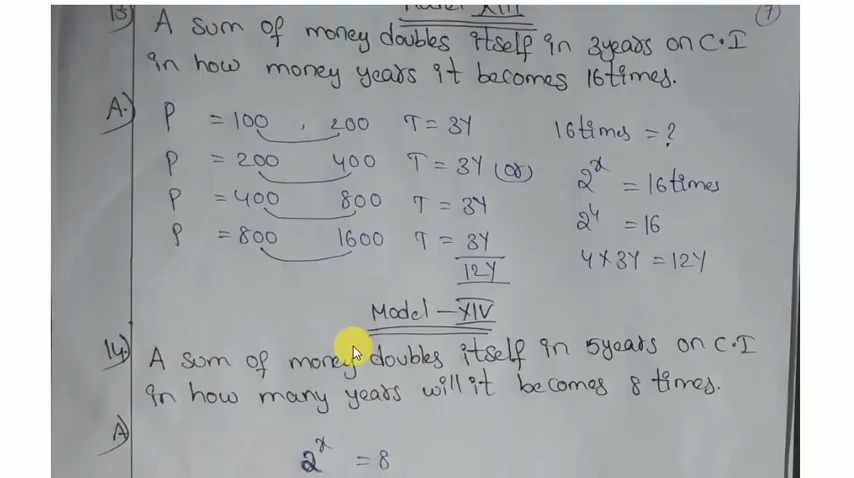 Model XIII
7
13) A sum of money doubles itself in 3years on C.I
in how money years it becomes 16times.
A.) P = 100 , 200 T = 3Y 16times = ?
P = 200 400 T = 3Y (or) 2^x = 16times
P = 400 800 T = 3Y 2^4 = 16
P = 800 1600 T = 3Y 4 x 3Y = 12Y
12Y
Model - XIV
14.) A sum of money doubles itself in 5years on C.I
in how many years will it becomes 8 times.
A) 2^x = 8